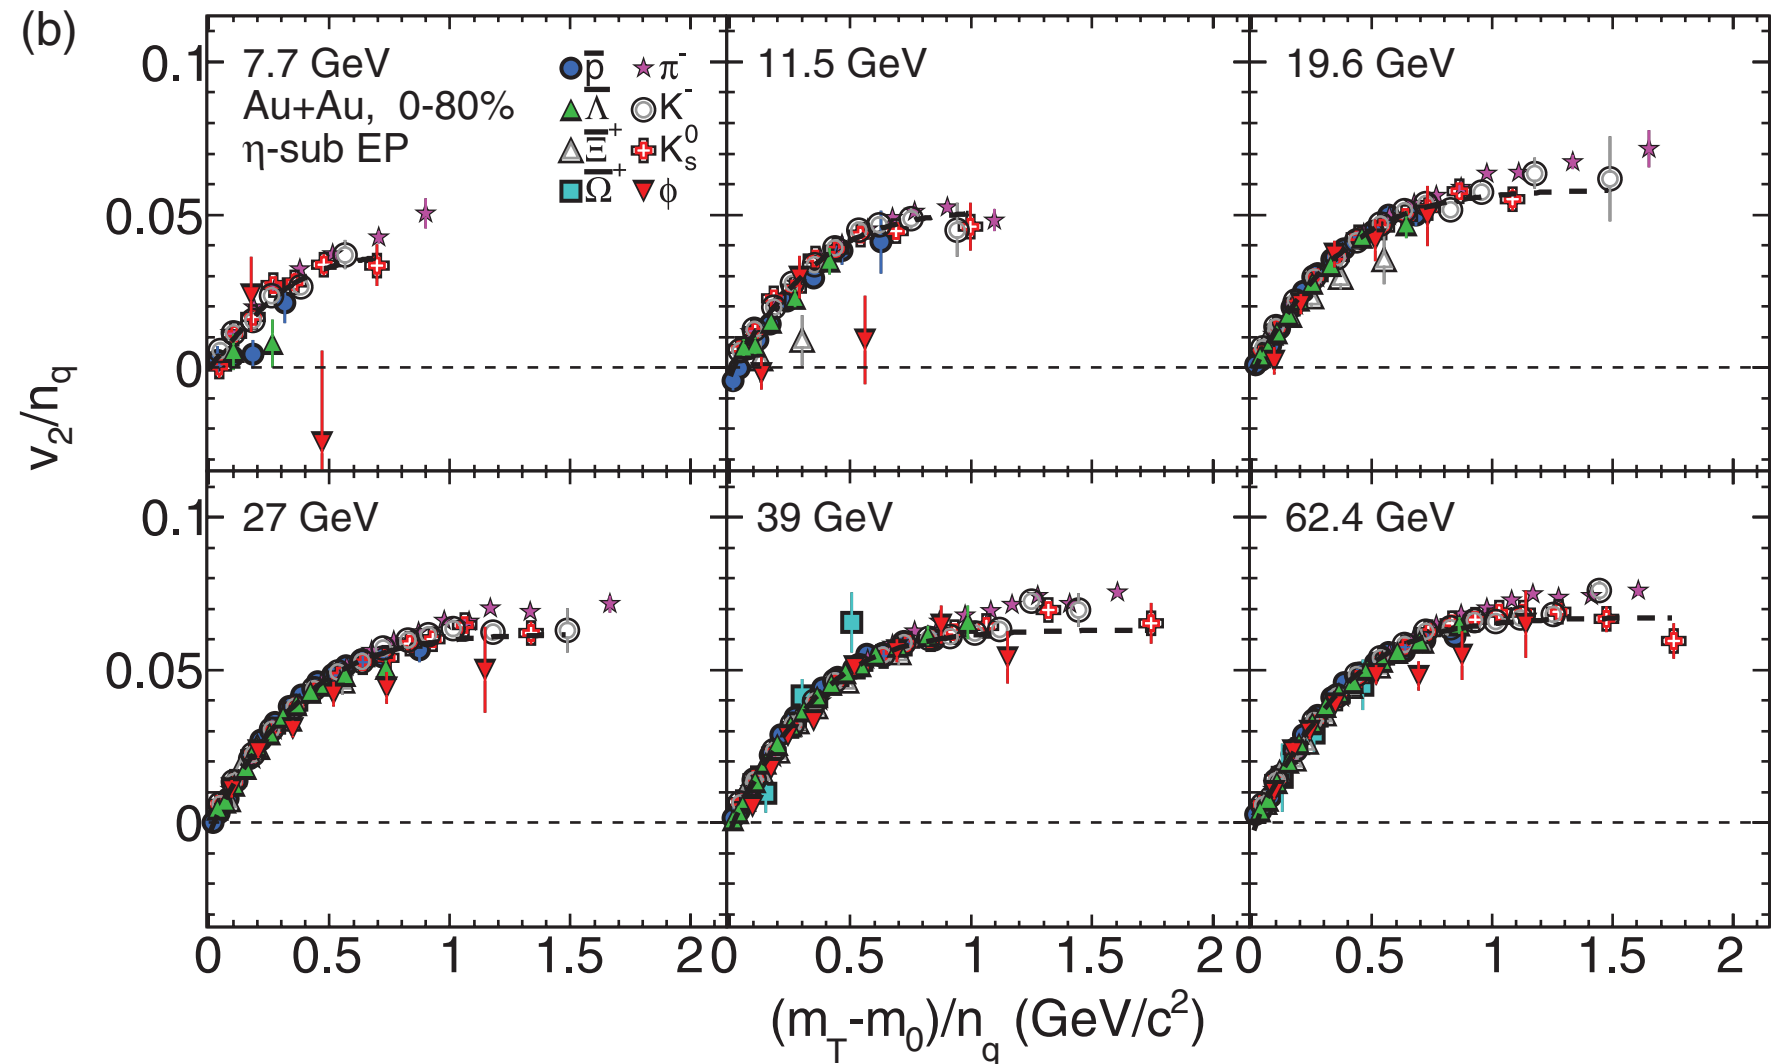 (b)
7.7 GeV
Au+Au, 0-80%
η-sub EP
p̅ π⁻
Λ̅ K⁻
Ξ̅⁺ K⁰ₛ
Ω̅⁺ ϕ
11.5 GeV
19.6 GeV
0.1
0.05
0
27 GeV
39 GeV
62.4 GeV
0.1
0.05
0
v₂/n_q
0 0.5 1 1.5 2 0 0.5 1 1.5 2 0 0.5 1 1.5 2
(m_T-m₀)/n_q (GeV/c²)